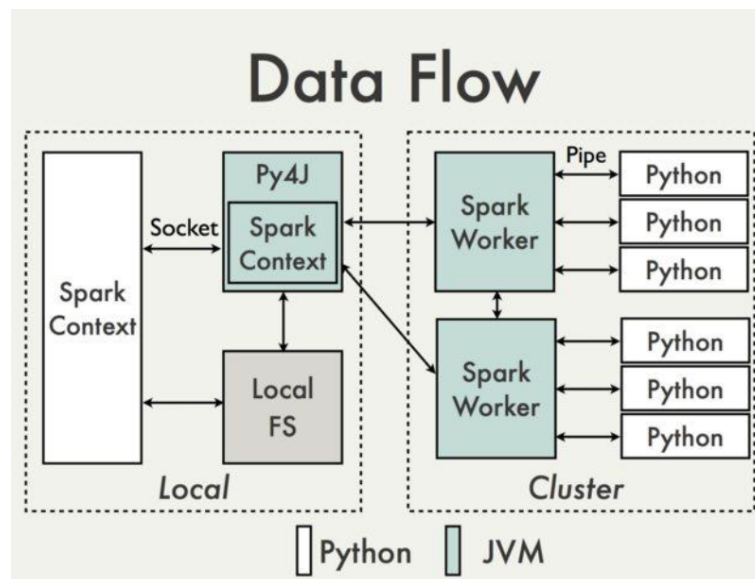 Data Flow
Spark
Context
Socket
Py4J
Spark
Context
Local
FS
Local
Spark
Worker
Pipe
Python
Python
Python
Spark
Worker
Python
Python
Python
Cluster
Python
JVM